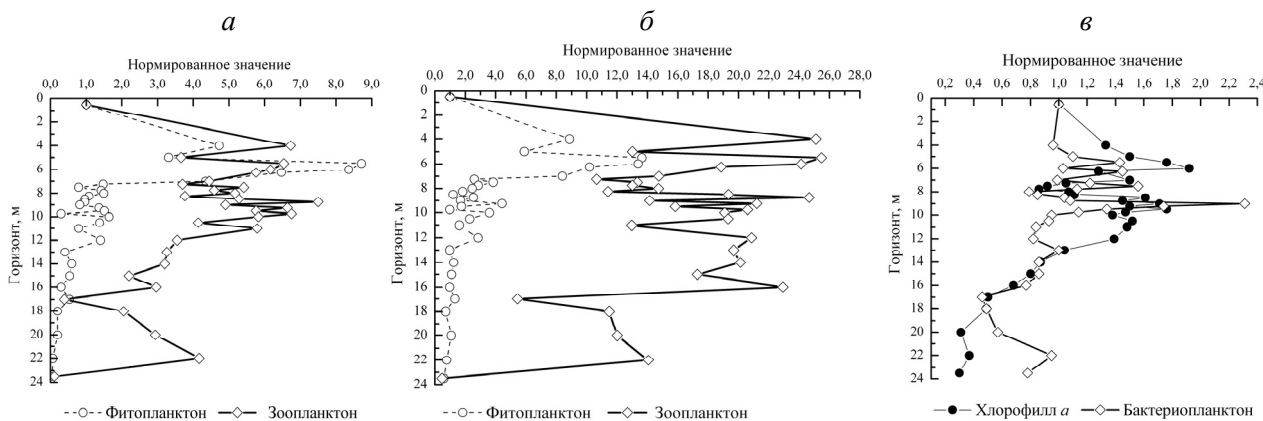 а
б
в
Нормированное значение
0,0 1,0 2,0 3,0 4,0 5,0 6,0 7,0 8,0 9,0
0
2
4
6
8
10
12
14
16
18
20
22
24
Горизонт, м
Фитопланктон Зоопланктон
Нормированное значение
0,0 2,0 4,0 6,0 8,0 10,0 12,0 14,0 16,0 18,0 20,0 22,0 24,0 26,0 28,0
0
2
4
6
8
10
12
14
16
18
20
22
24
Горизонт, м
Фитопланктон Зоопланктон
Нормированное значение
0,2 0,4 0,6 0,8 1,0 1,2 1,4 1,6 1,8 2,0 2,2 2,4
0
2
4
6
8
10
12
14
16
18
20
22
24
Горизонт, м
Хлорофилл а Бактериопланктон